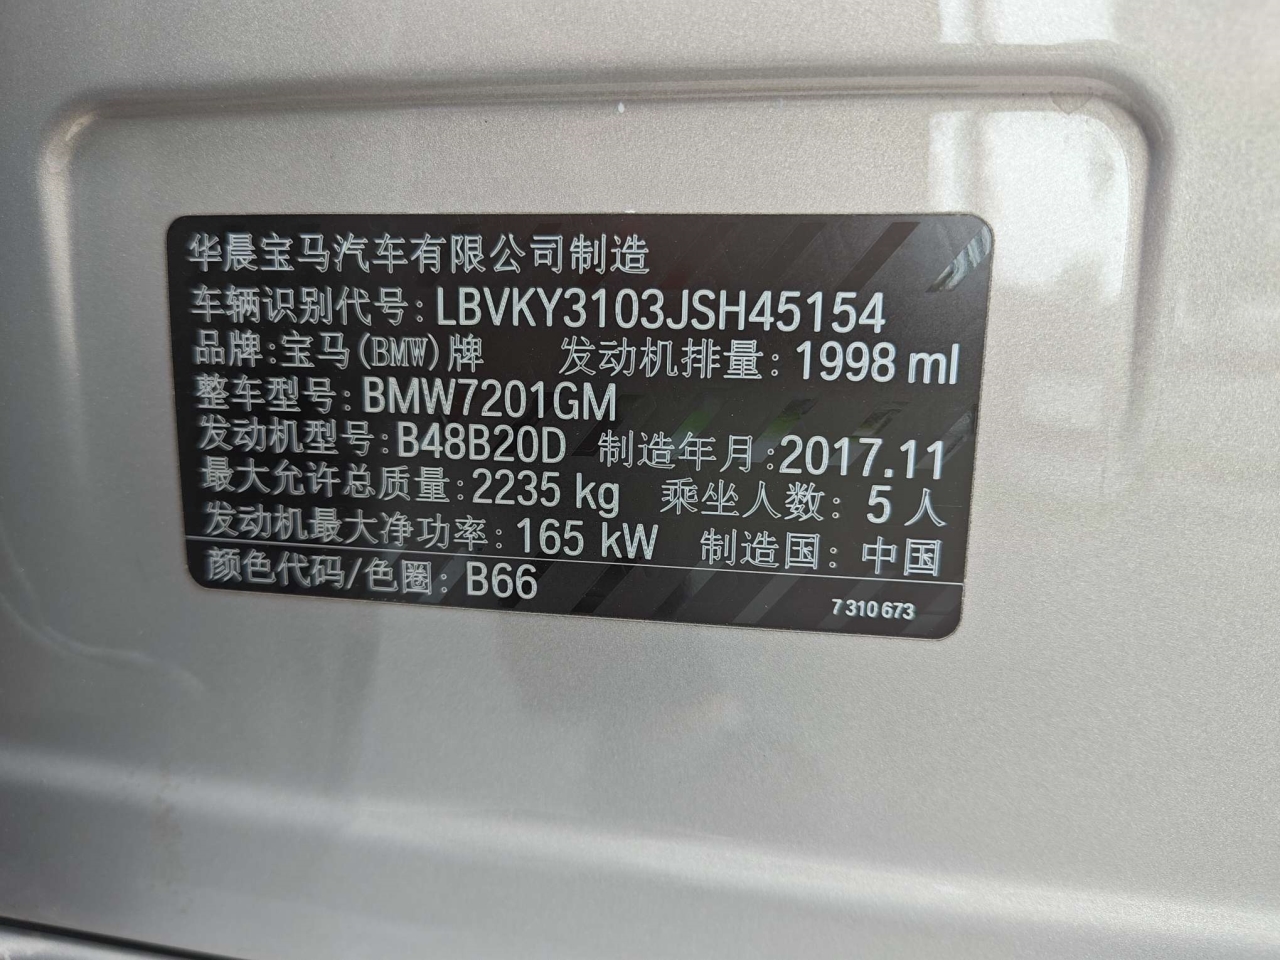 华晨宝马汽车有限公司制造
车辆识别代号: LBVKY3103JSH45154
品牌:宝马(BMW)牌 发动机排量: 1998 ml
整车型号: BMW7201GM
发动机型号: B48B20D 制造年月:2017.11
最大允许总质量: 2235 kg 乘坐人数: 5 人
发动机最大净功率: 165 kW 制造国: 中国
颜色代码/色圈: B66
7 310 673